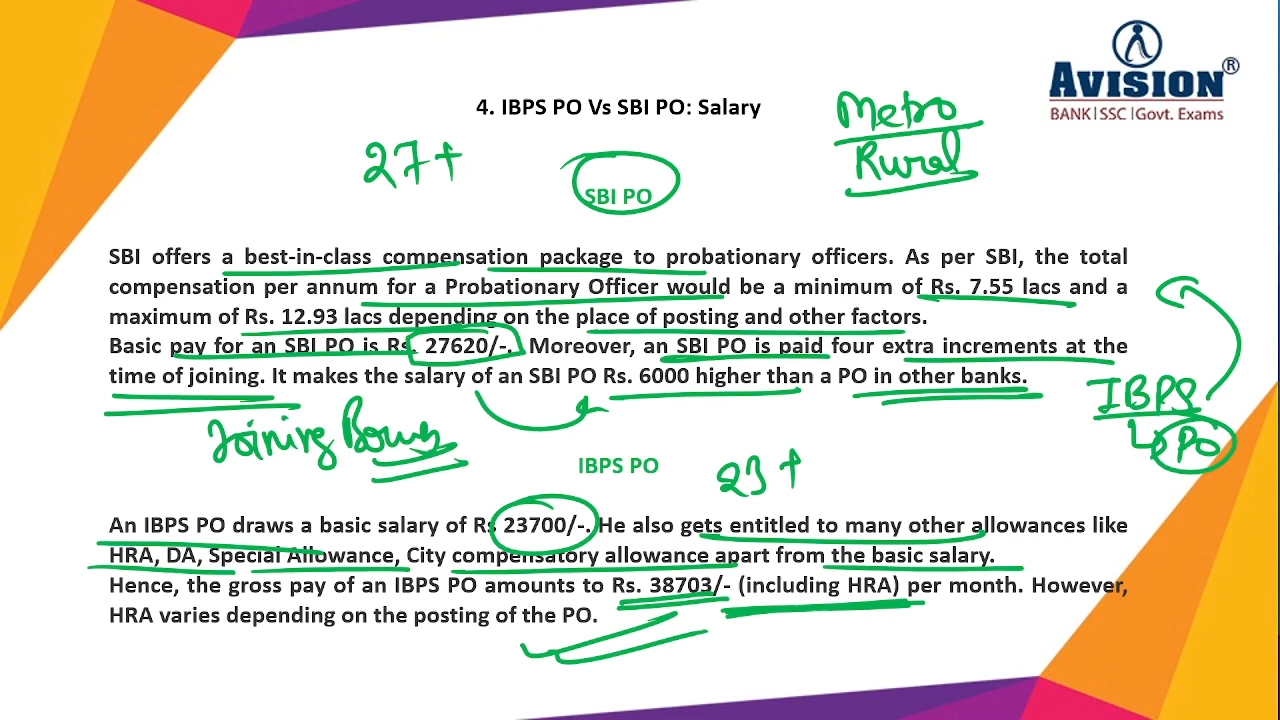 AVISION®
BANK|SSC|Govt. Exams
4. IBPS PO Vs SBI PO: Salary
Metro
Rural
27+
SBI PO
SBI offers a best-in-class compensation package to probationary officers. As per SBI, the total
compensation per annum for a Probationary Officer would be a minimum of Rs. 7.55 lacs and a
maximum of Rs. 12.93 lacs depending on the place of posting and other factors.
Basic pay for an SBI PO is Rs. 27620/-. Moreover, an SBI PO is paid four extra increments at the
time of joining. It makes the salary of an SBI PO Rs. 6000 higher than a PO in other banks.
IBPS
PO
Joining Bonus
IBPS PO
23+
An IBPS PO draws a basic salary of Rs 23700/-. He also gets entitled to many other allowances like
HRA, DA, Special Allowance, City compensatory allowance apart from the basic salary.
Hence, the gross pay of an IBPS PO amounts to Rs. 38703/- (including HRA) per month. However,
HRA varies depending on the posting of the PO.